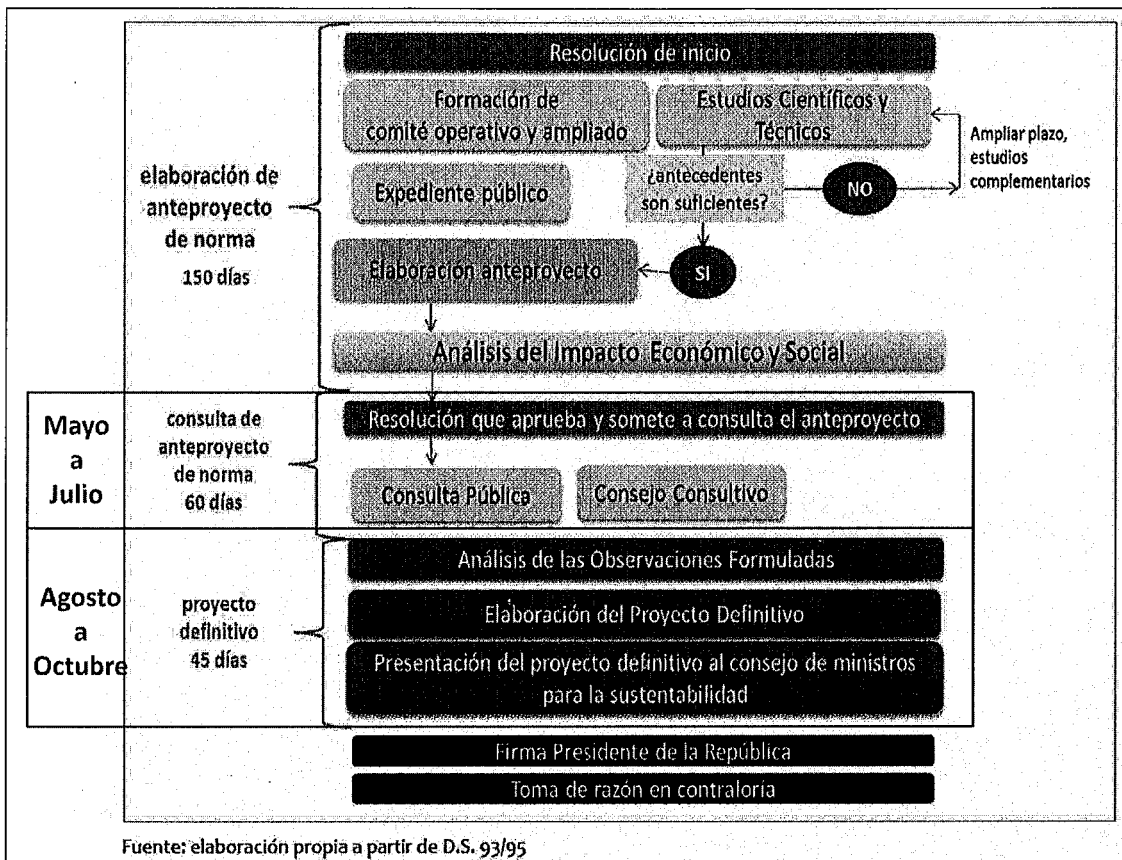 Resolución de inicio
Formación de
comité operativo y ampliado
Estudios Científicos y
Técnicos
Ampliar plazo,
estudios
complementarios
elaboración de
anteproyecto
de norma
150 días
Expediente público
¿antecedentes
son suficientes?
NO
Elaboración anteproyecto
SI
Análisis del Impacto Económico y Social
Mayo
a
Julio
consulta de
anteproyecto
de norma
60 días
Resolución que aprueba y somete a consulta el anteproyecto
Consulta Pública
Consejo Consultivo
Agosto
a
Octubre
proyecto
definitivo
45 días
Análisis de las Observaciones Formuladas
Elaboración del Proyecto Definitivo
Presentación del proyecto definitivo al consejo de ministros
para la sustentabilidad
Firma Presidente de la República
Toma de razón en contraloría
Fuente: elaboración propia a partir de D.S. 93/95